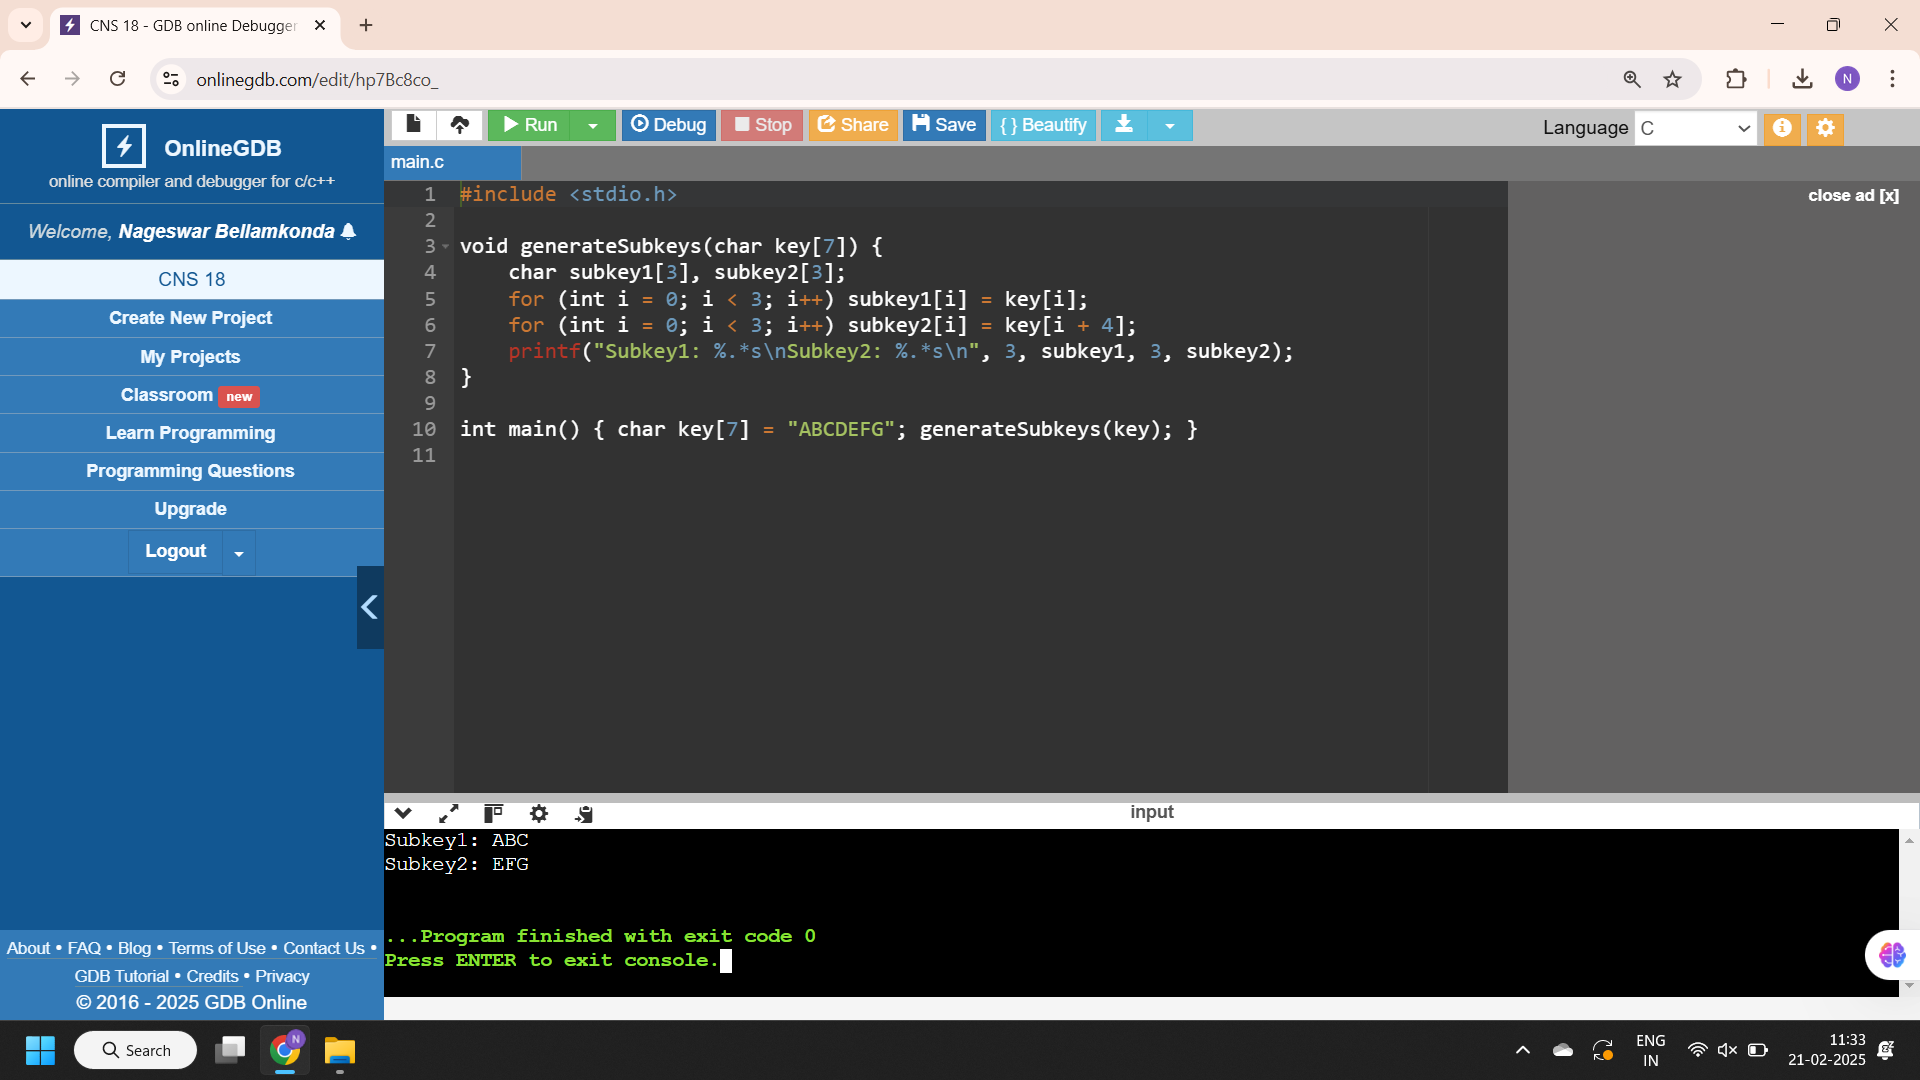 CNS 18 - GDB online Debugger
onlinegdb.com/edit/hp7Bc8co_
N
OnlineGDB
online compiler and debugger for c/c++
Welcome, Nageswar Bellamkonda
CNS 18
Create New Project
My Projects
Classroom new
Learn Programming
Programming Questions
Upgrade
Logout
About • FAQ • Blog • Terms of Use • Contact Us •
GDB Tutorial • Credits • Privacy
© 2016 - 2025 GDB Online
Run Debug Stop Share Save { } Beautify
Language C
main.c
close ad [x]
1 #include <stdio.h>
2
3 void generateSubkeys(char key[7]) {
4 char subkey1[3], subkey2[3];
5 for (int i = 0; i < 3; i++) subkey1[i] = key[i];
6 for (int i = 0; i < 3; i++) subkey2[i] = key[i + 4];
7 printf("Subkey1: %.*s\nSubkey2: %.*s\n", 3, subkey1, 3, subkey2);
8 }
9
10 int main() { char key[7] = "ABCDEFG"; generateSubkeys(key); }
11
input
Subkey1: ABC
Subkey2: EFG
...Program finished with exit code 0
Press ENTER to exit console.
Search
N
ENG
IN
11:33
21-02-2025